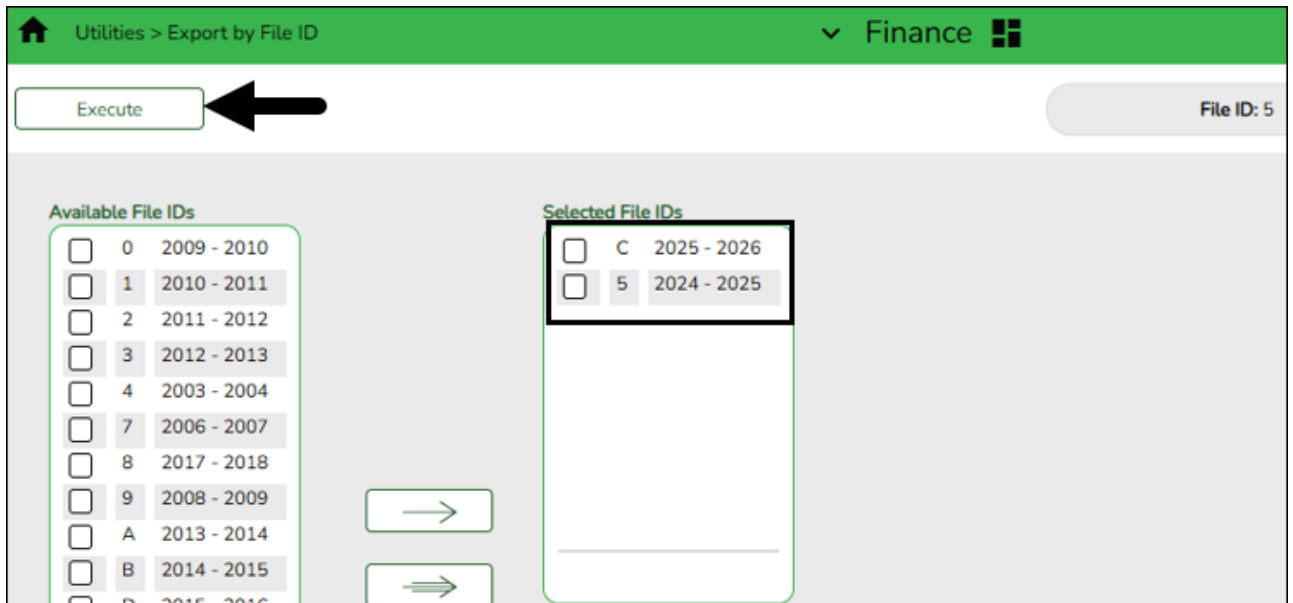 Utilities > Export by File ID
Finance
Execute
File ID: 5
Available File IDs
0 2009 - 2010
1 2010 - 2011
2 2011 - 2012
3 2012 - 2013
4 2003 - 2004
7 2006 - 2007
8 2017 - 2018
9 2008 - 2009
A 2013 - 2014
B 2014 - 2015
D 2015 - 2016
Selected File IDs
C 2025 - 2026
5 2024 - 2025